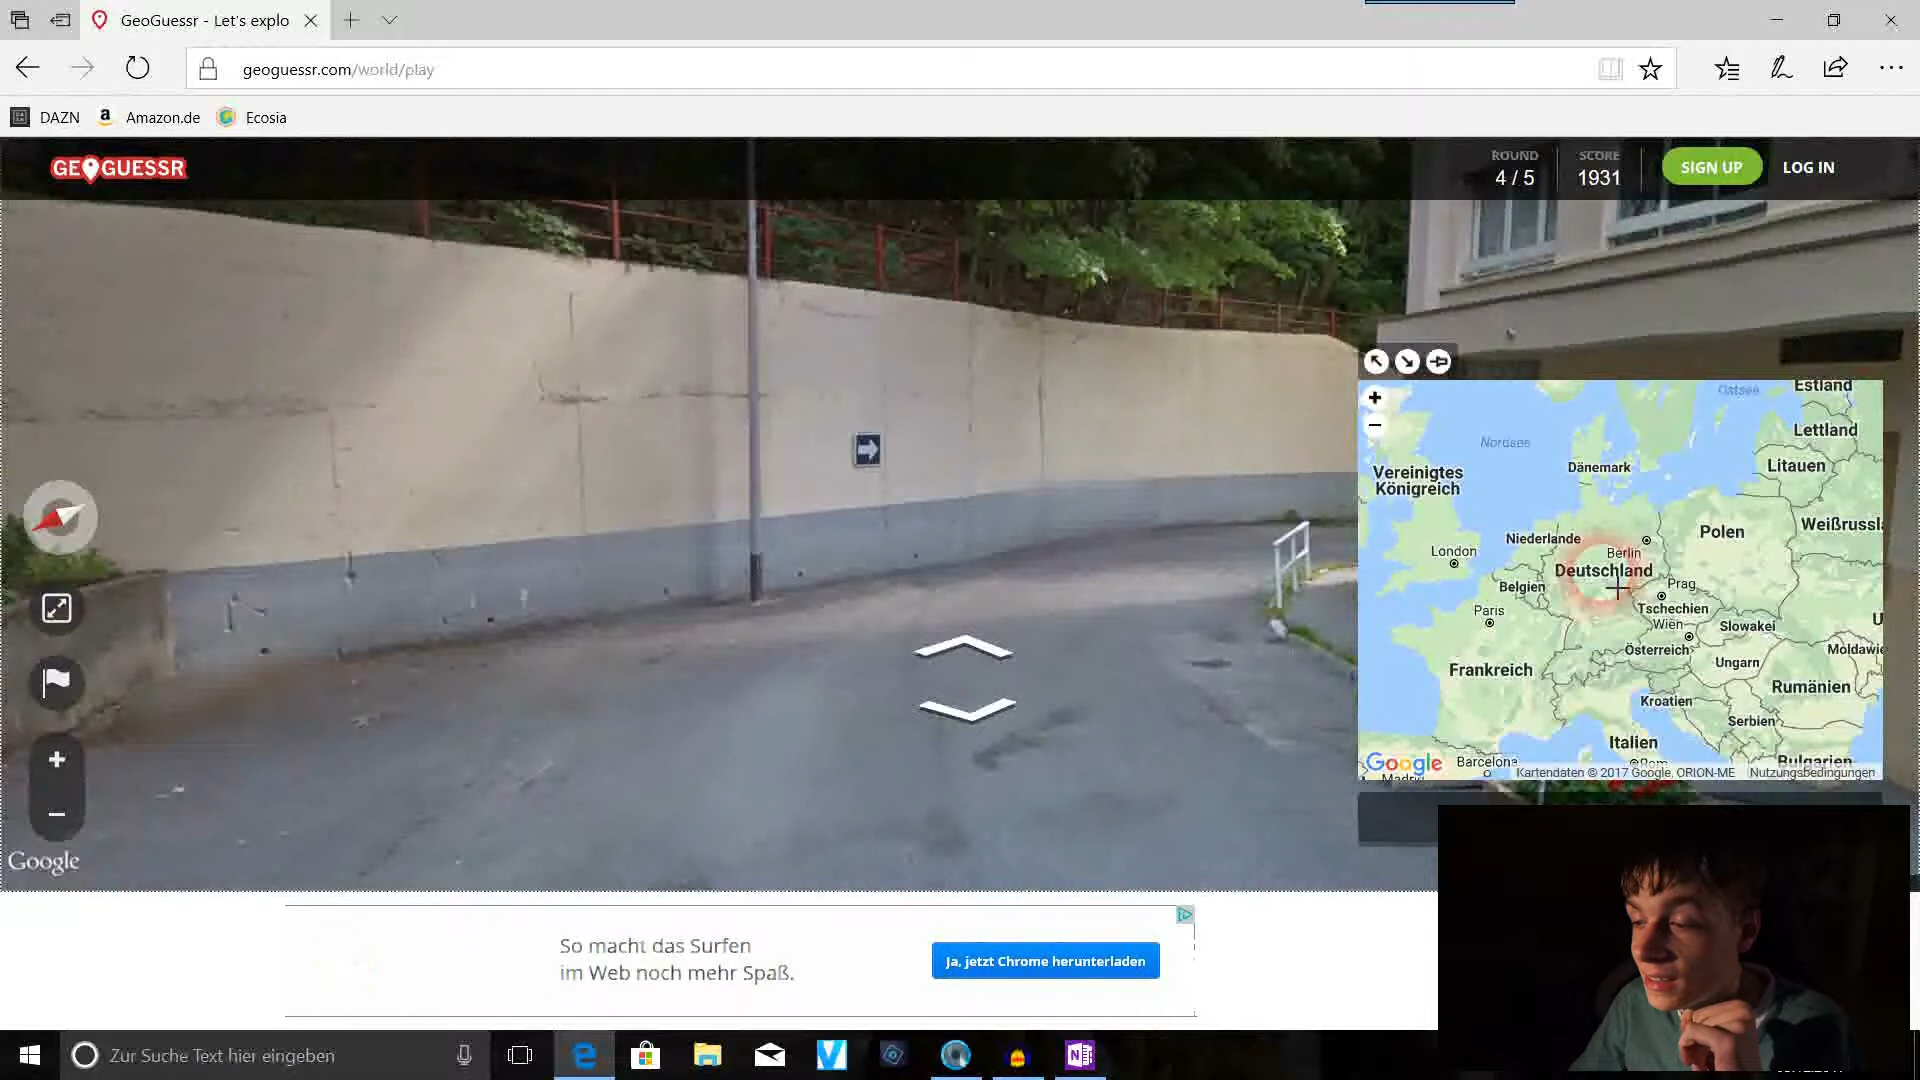 GeoGuessr - Let's explo
geoguessr.com/world/play
DAZN
Amazon.de
Ecosia
GEOGUESSR
ROUND
4 / 5
SCORE
1931
SIGN UP
LOG IN
Ostsee
Estland
Nordsee
Lettland
Litauen
Dänemark
Vereinigtes
Königreich
Weißrussl
Polen
Niederlande
London
Berlin
Deutschland
Belgien
Prag
Paris
Tschechien
Wien
Slowakei
Österreich
Moldawie
Ungarn
Frankreich
Rumänien
Kroatien
Serbien
Italien
Google
Barcelona
Rom
Bulgarien
Kartendaten © 2017 Google, ORION-ME
Nutzungsbedingungen
Madrid
Google
So macht das Surfen
im Web noch mehr Spaß.
Ja, jetzt Chrome herunterladen
Zur Suche Text hier eingeben